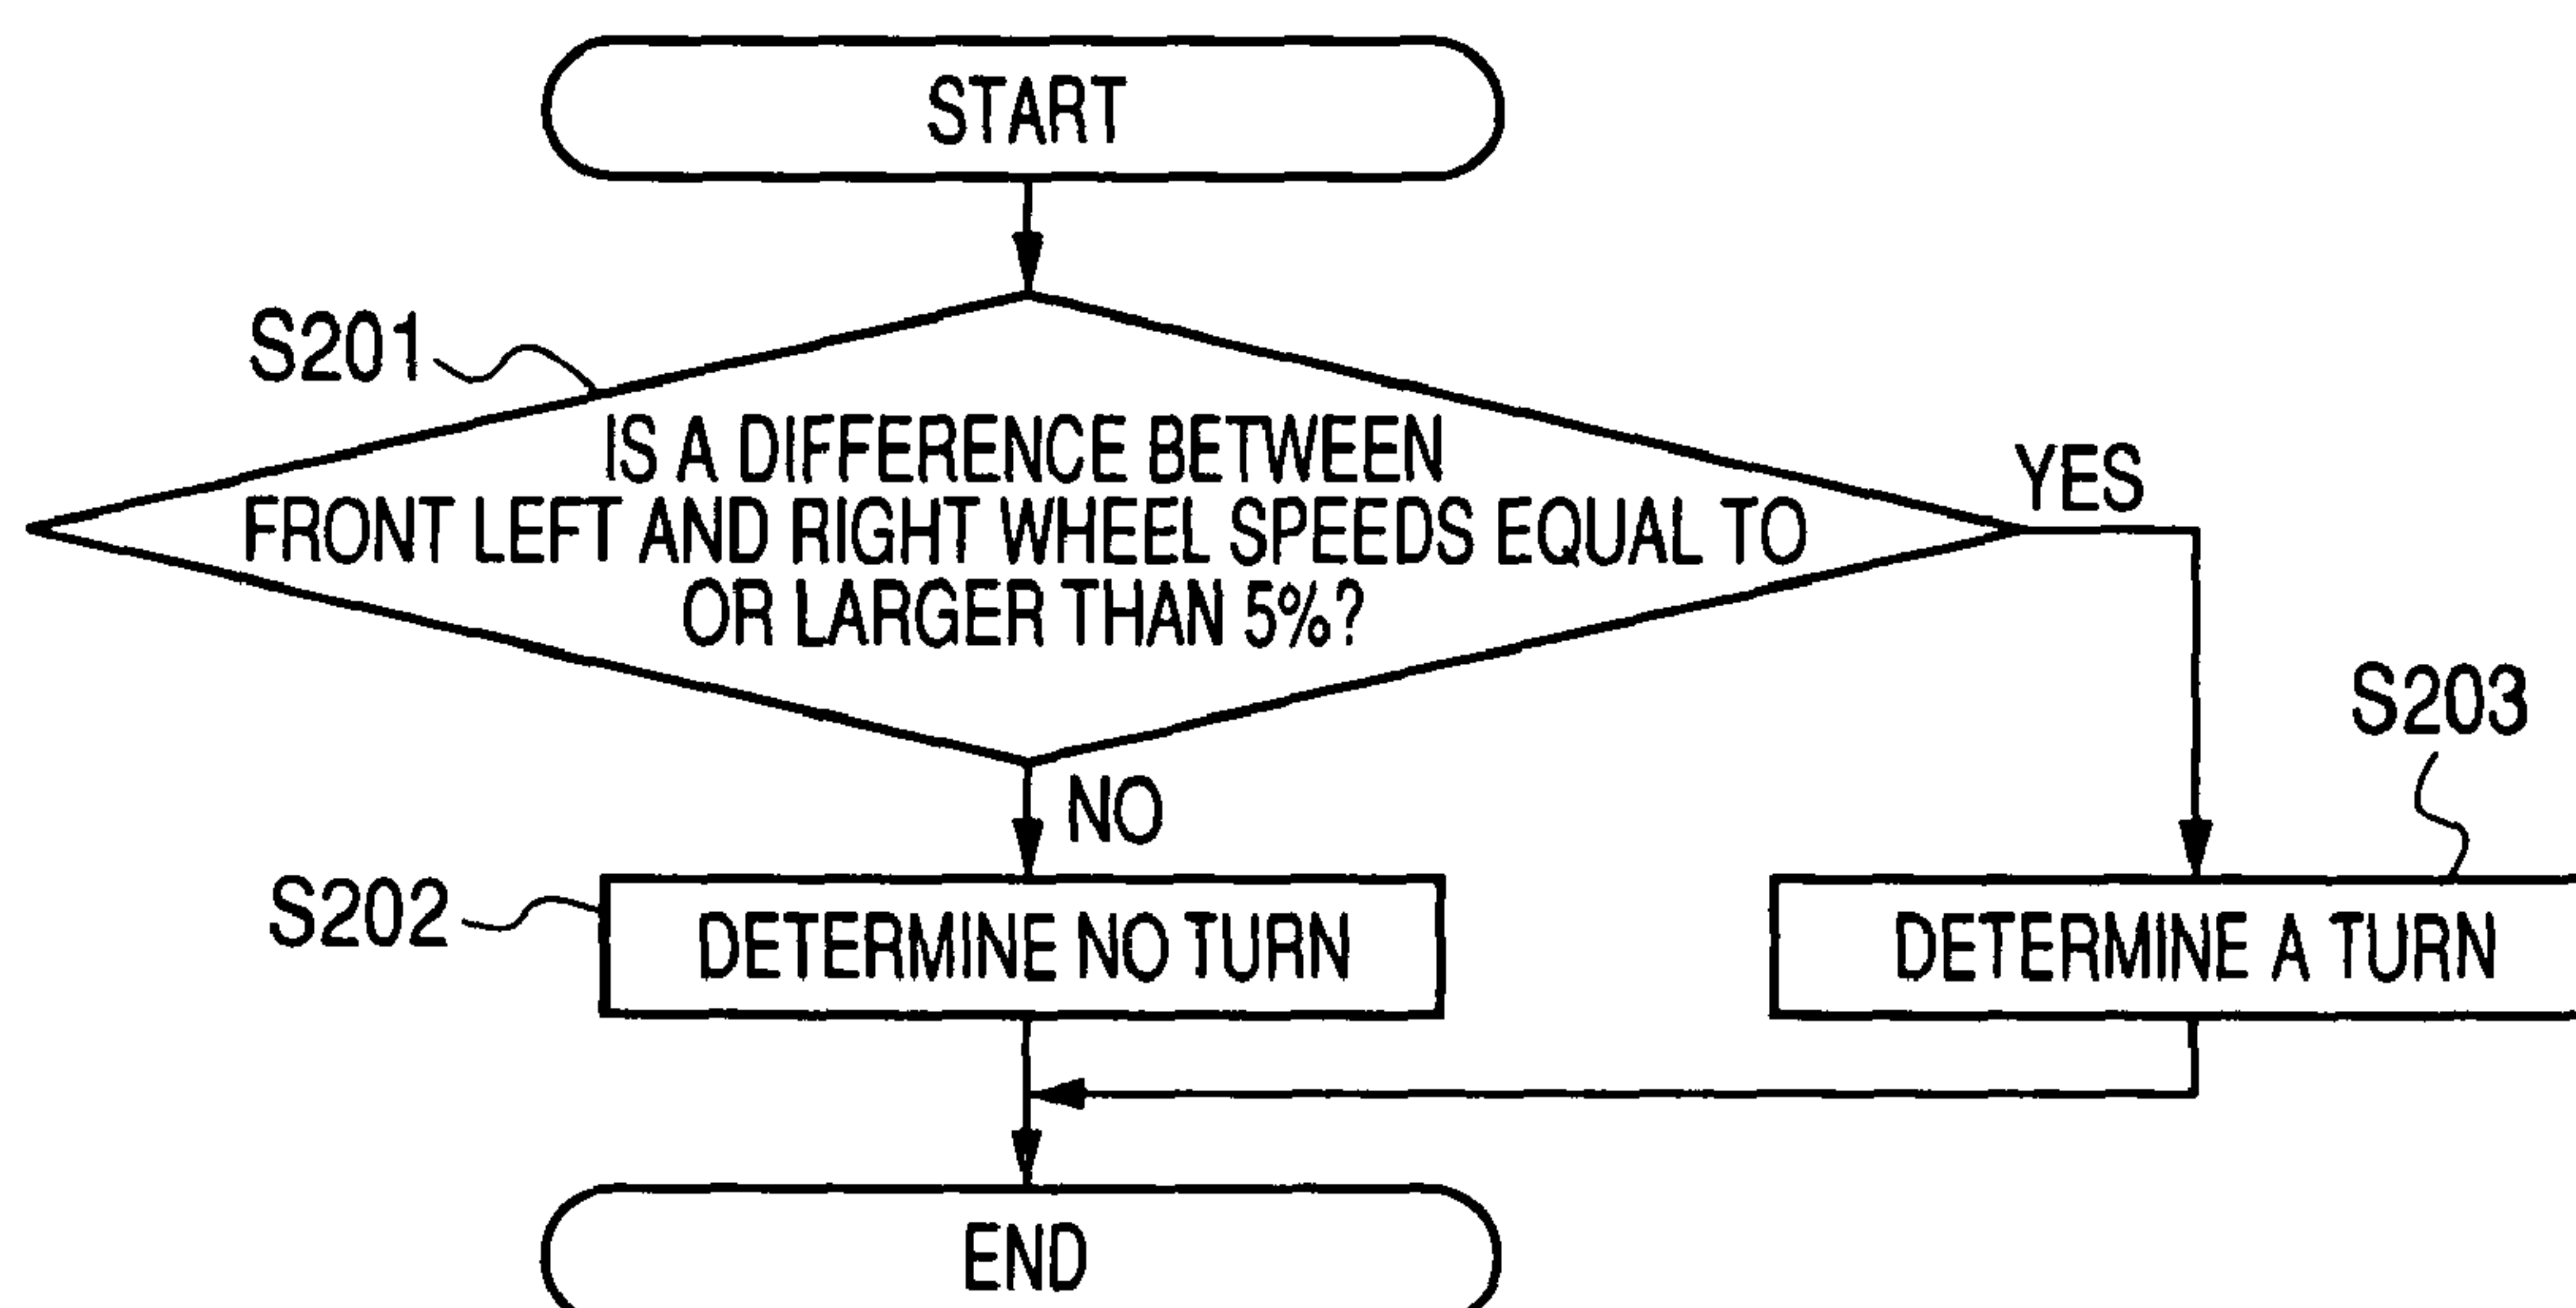 START
S201
IS A DIFFERENCE BETWEEN
FRONT LEFT AND RIGHT WHEEL SPEEDS EQUAL TO
OR LARGER THAN 5%?
YES
NO
S203
S202
DETERMINE NO TURN
DETERMINE A TURN
END